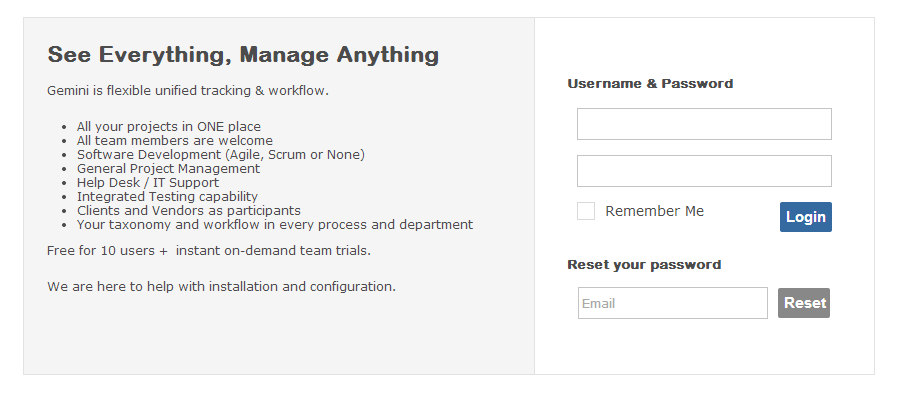 See Everything, Manage Anything
Gemini is flexible unified tracking & workflow.
• All your projects in ONE place
• All team members are welcome
• Software Development (Agile, Scrum or None)
• General Project Management
• Help Desk / IT Support
• Integrated Testing capability
• Clients and Vendors as participants
• Your taxonomy and workflow in every process and department
Free for 10 users + instant on-demand team trials.
We are here to help with installation and configuration.
Username & Password
Remember Me
Login
Reset your password
Email
Reset